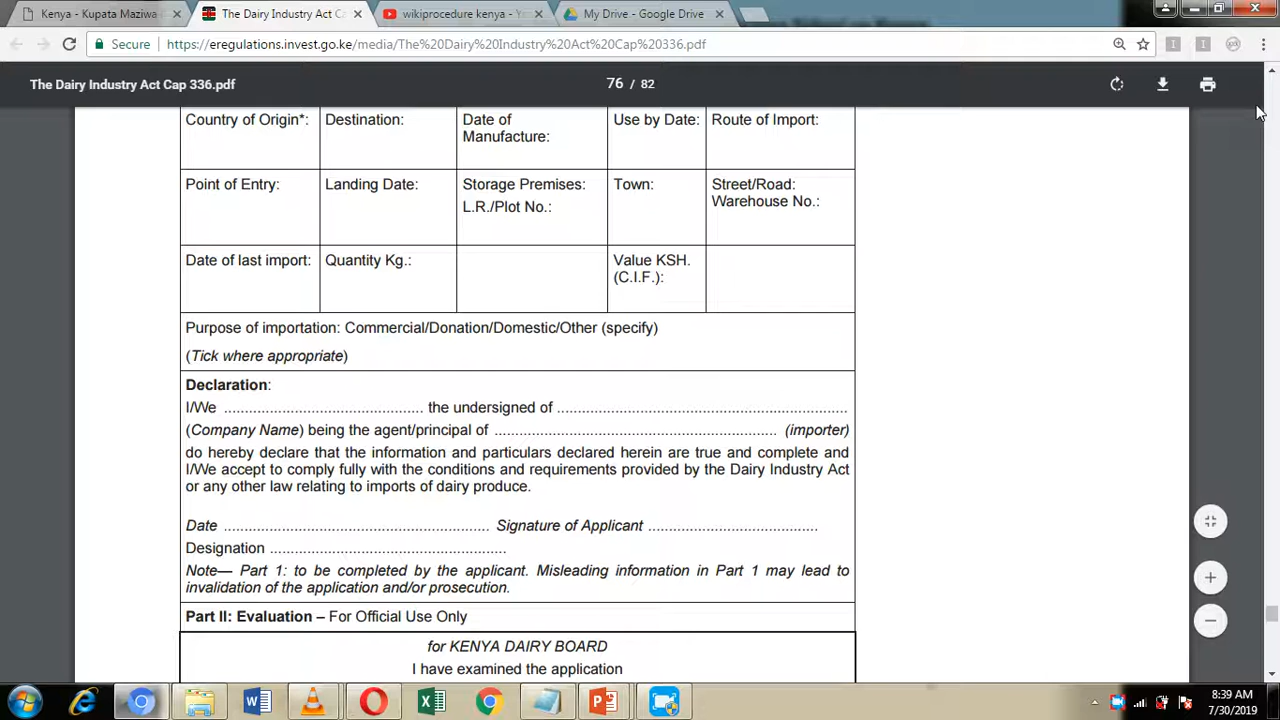 Kenya - Kupata Maziwa
The Dairy Industry Act C
wikiprocedure kenya - Yo
My Drive - Google Drive
Secure
https://eregulations.invest.go.ke/media/The%20Dairy%20Industry%20Act%20Cap%20336.pdf
The Dairy Industry Act Cap 336.pdf
76 / 82
Country of Origin*: Destination: Date of Manufacture: Use by Date: Route of Import:
Point of Entry: Landing Date: Storage Premises: Town: Street/Road:
L.R./Plot No.: Warehouse No.:
Date of last import: Quantity Kg.: Value KSH.
(C.I.F.):
Purpose of importation: Commercial/Donation/Domestic/Other (specify)
(Tick where appropriate)
Declaration:
I/We ................................................ the undersigned of ......................................................................
(Company Name) being the agent/principal of .................................................................... (importer)
do hereby declare that the information and particulars declared herein are true and complete and
I/We accept to comply fully with the conditions and requirements provided by the Dairy Industry Act
or any other law relating to imports of dairy produce.
Date ................................................................ Signature of Applicant .........................................
Designation .........................................................
Note— Part 1: to be completed by the applicant. Misleading information in Part 1 may lead to
invalidation of the application and/or prosecution.
Part II: Evaluation – For Official Use Only
for KENYA DAIRY BOARD
I have examined the application
8:39 AM
7/30/2019